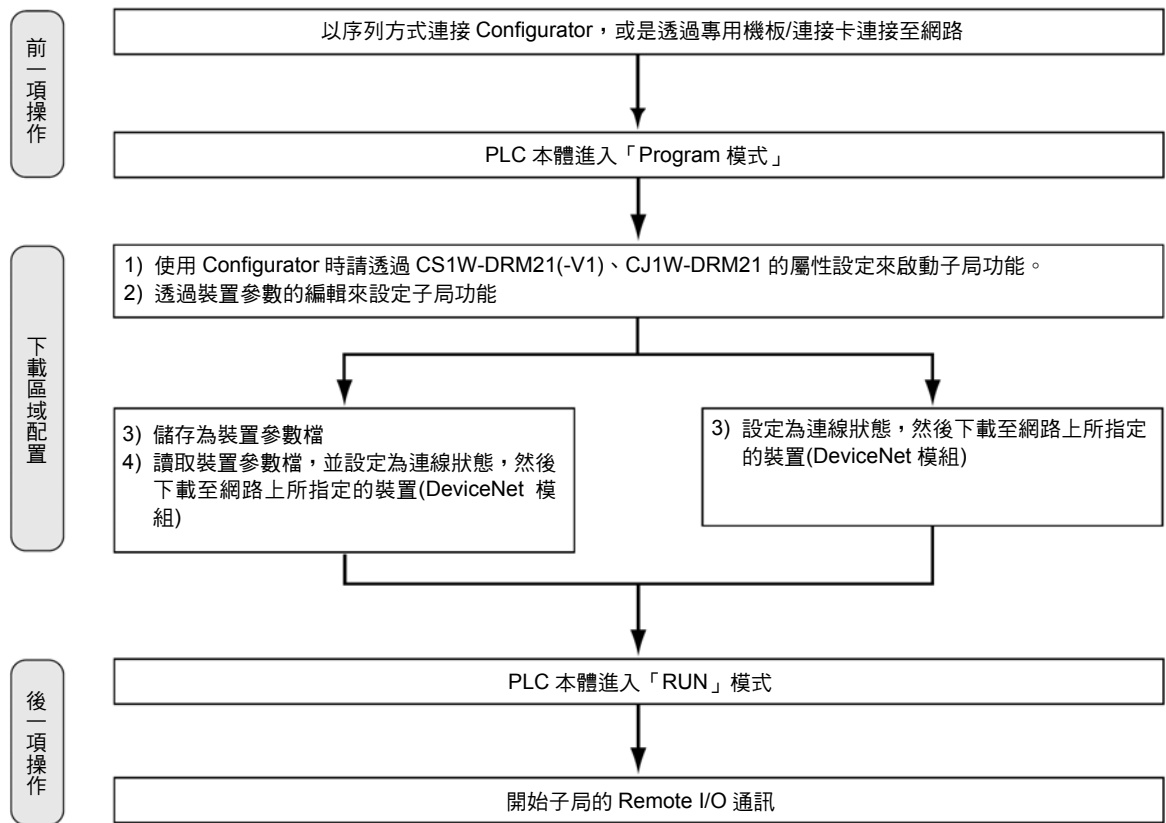 前一項操作
以序列方式連接 Configurator，或是透過專用機板/連接卡連接至網路
PLC 本體進入「Program 模式」
下載區域配置
1) 使用 Configurator 時請透過 CS1W-DRM21(-V1)、CJ1W-DRM21 的屬性設定來啟動子局功能。
2) 透過裝置參數的編輯來設定子局功能
3) 儲存為裝置參數檔
4) 讀取裝置參數檔，並設定為連線狀態，然後
下載至網路上所指定的裝置(DeviceNet 模
組)
3) 設定為連線狀態，然後下載至網路上所指定
的裝置(DeviceNet 模組)
後一項操作
PLC 本體進入「RUN」模式
開始子局的 Remote I/O 通訊